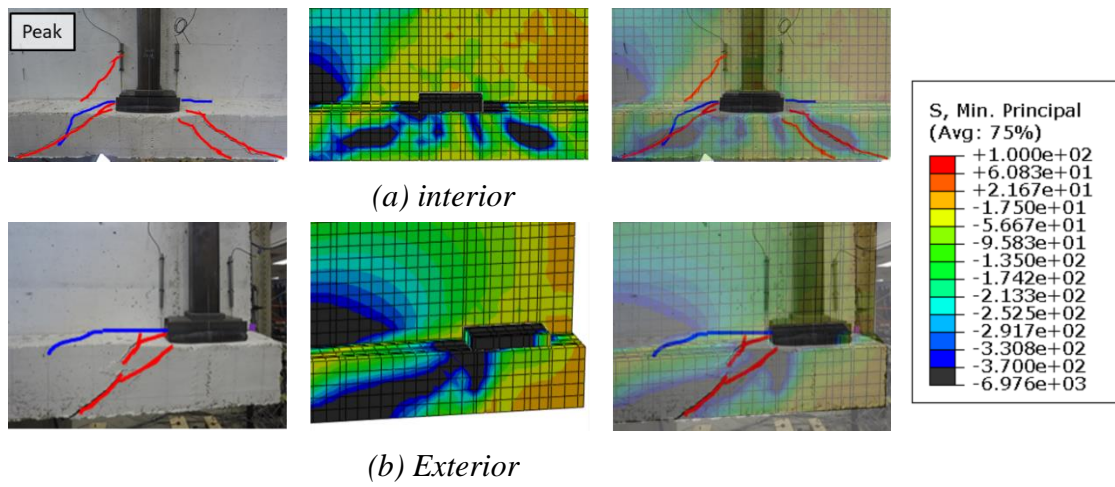 Peak
(a) interior
S, Min. Principal
(Avg: 75%)
+1.000e+02
+6.083e+01
+2.167e+01
-1.750e+01
-5.667e+01
-9.583e+01
-1.350e+02
-1.742e+02
-2.133e+02
-2.525e+02
-2.917e+02
-3.308e+02
-3.700e+02
-6.976e+03
(b) Exterior